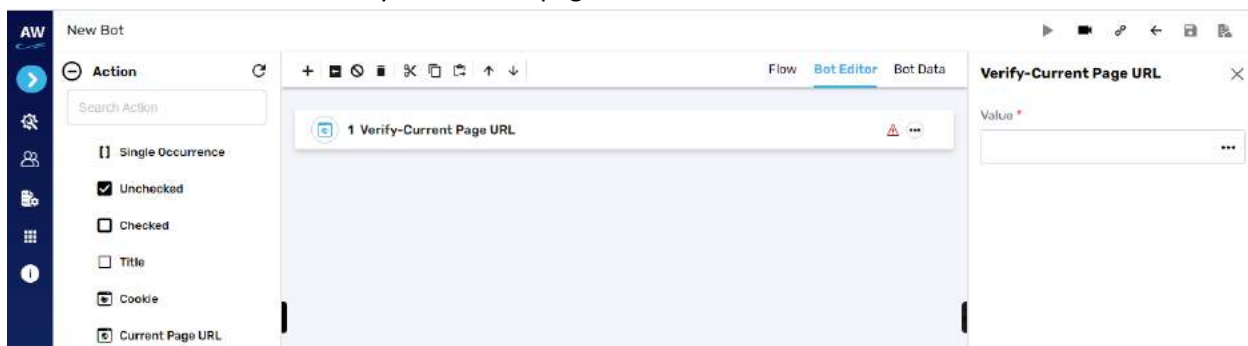 AW
New Bot
Action
Search Action
[] Single Occurrence
Unchecked
Checked
Title
Cookie
Current Page URL
Flow Bot Editor Bot Data
1 Verify-Current Page URL
Verify-Current Page URL
Value *